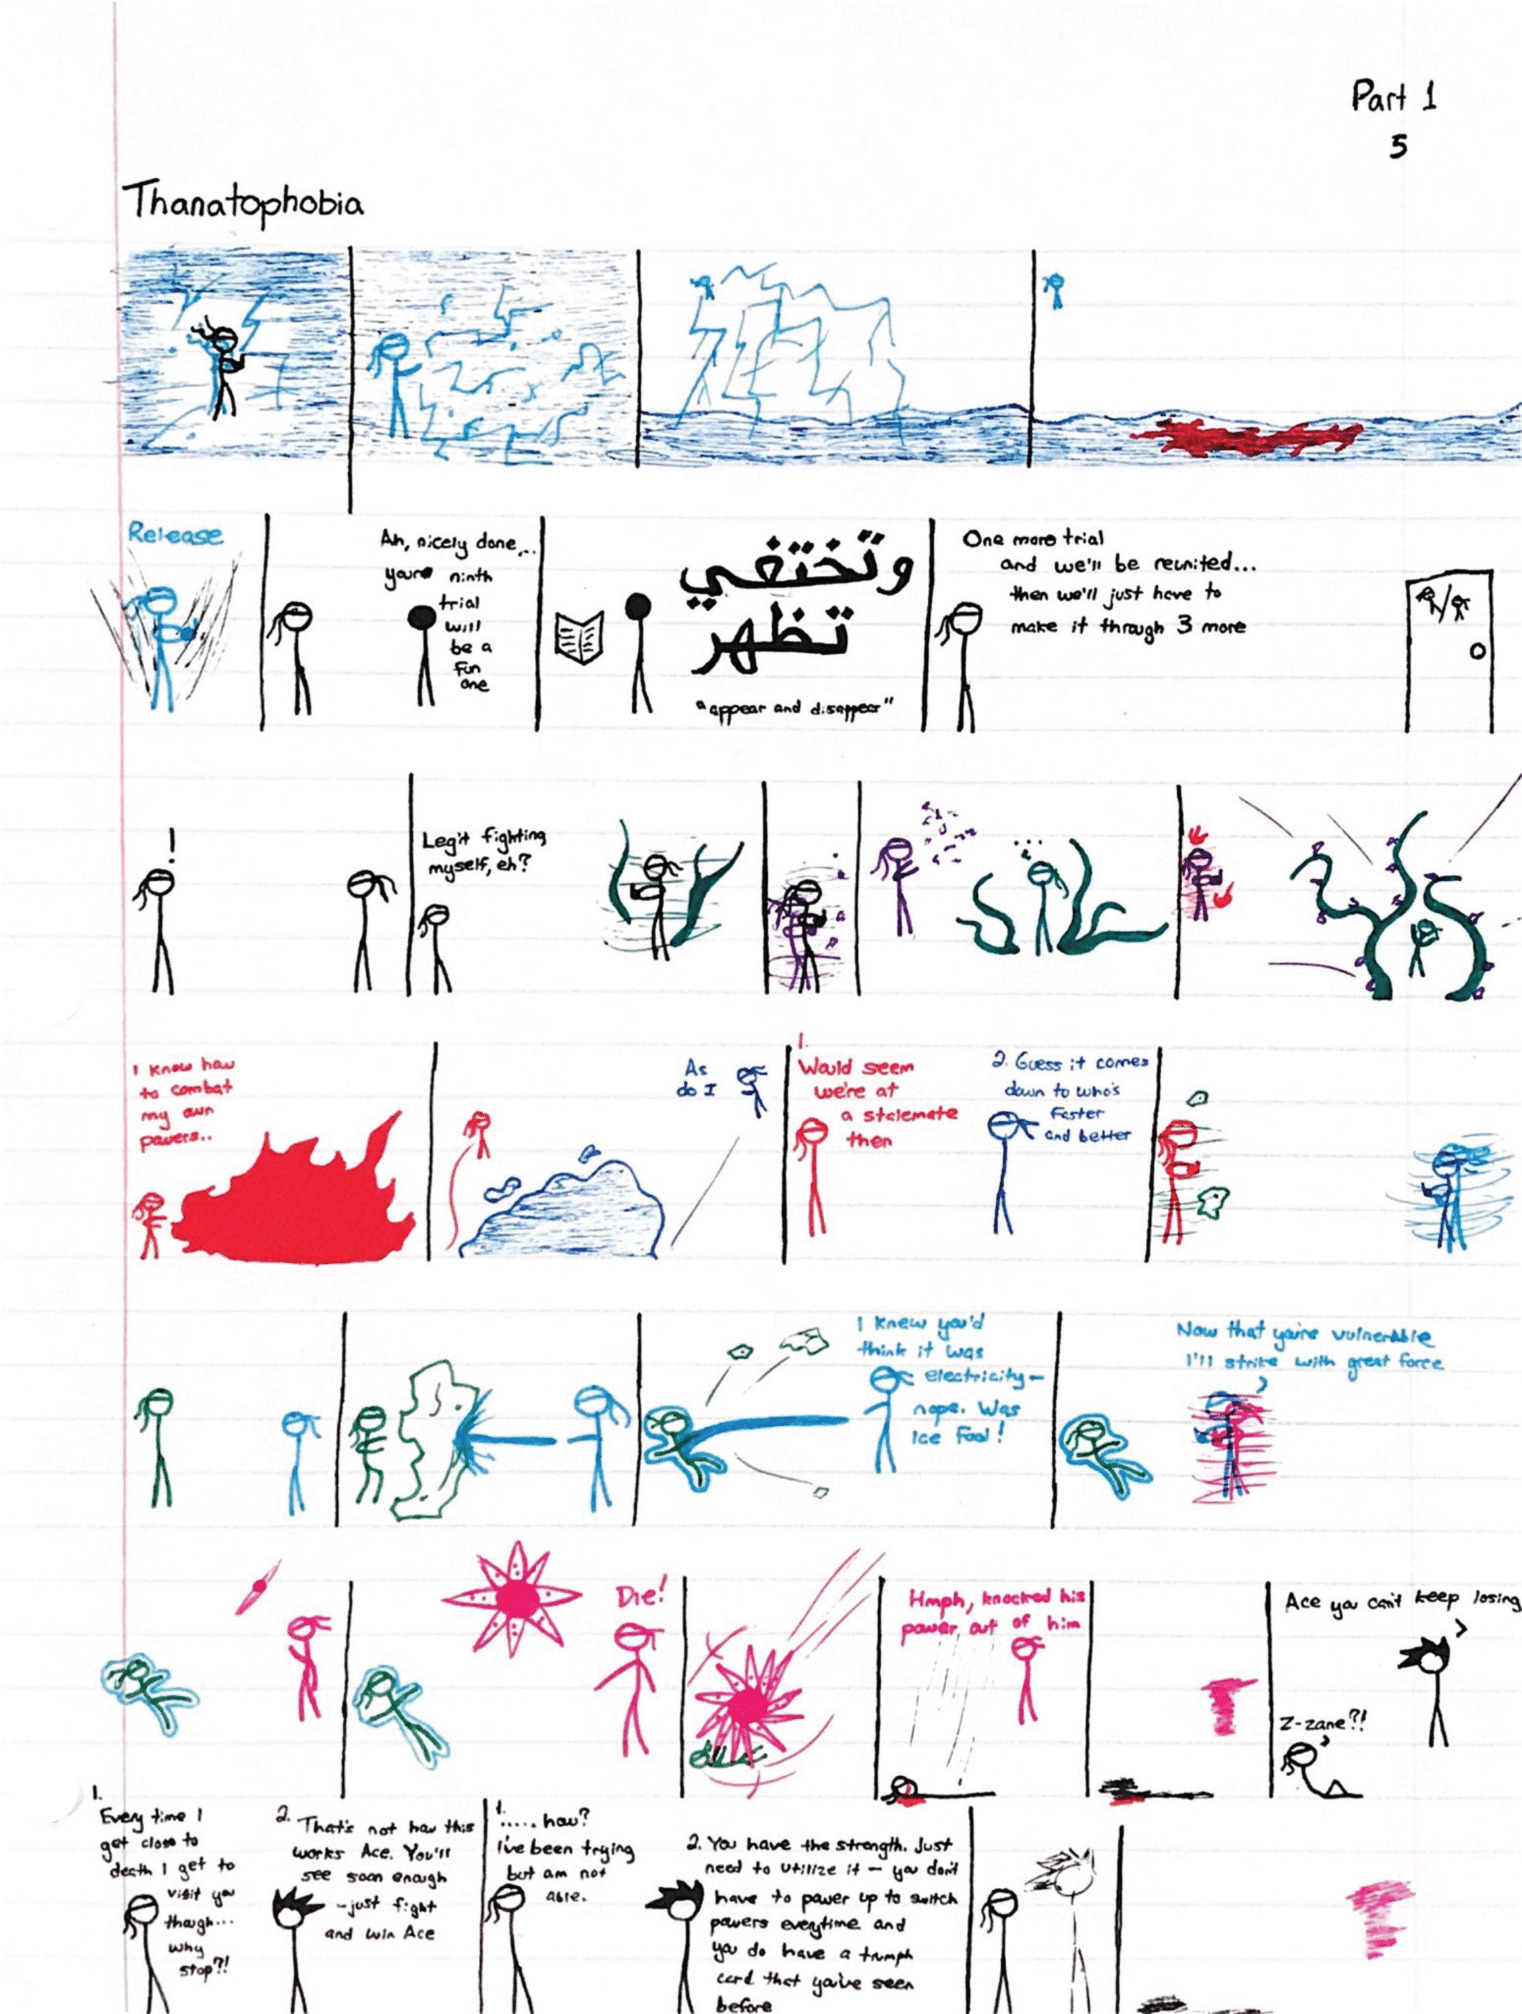 Part 1
5
Thanatophobia
Release
Ah, nicely done...
youre ninth
trial
will
be a
fun
one
وتختفي
تظهر
"appear and disappear"
One more trial
and we'll be reunited...
then we'll just have to
make it through 3 more
!
Legit fighting
myself, eh?
...
I know how
to combat
my own
powers..
As
do I
1.
Would seem
we're at
a stalemate
then
2. Guess it comes
down to who's
faster
and better
I knew you'd
think it was
electricity-
nope. Was
Ice Fool!
Now that you're vulnerable
I'll strike with great force
Die!
Hmph, knocked his
power out of him
Ace you can't keep losing
Z-zane?!
1.
Every time I
get close to
death I get to
visit you
though...
why
stop?!
2. That's not how this
works Ace. You'll
see soon enough
-just fight
and win Ace
1.
..... how?
I've been trying
but am not
able.
2. You have the strength. Just
need to utilize it - you don't
have to power up to switch
powers everytime and
you do have a trump
card that you've seen
before